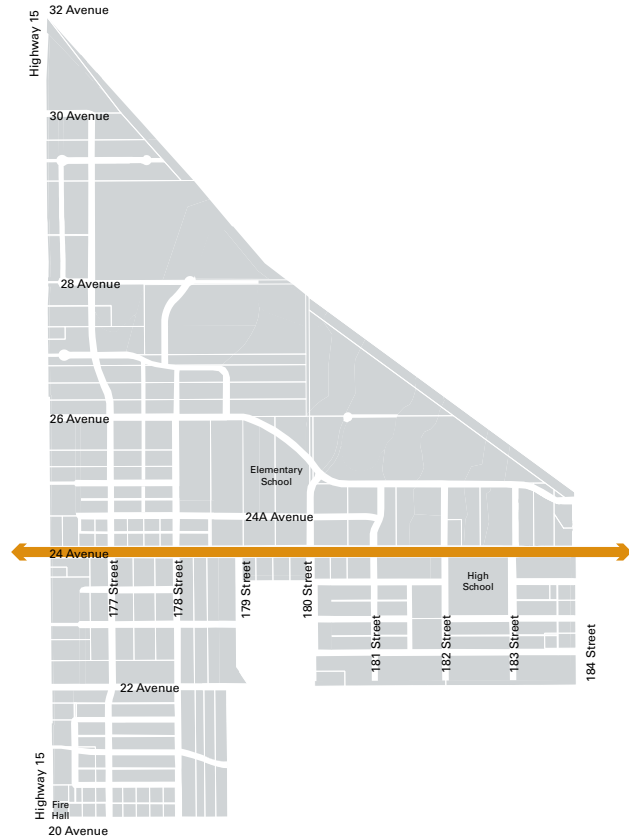 32 Avenue
Highway 15
30 Avenue
28 Avenue
26 Avenue
Elementary
School
24A Avenue
24 Avenue
177 Street
178 Street
179 Street
180 Street
High
School
181 Street
182 Street
183 Street
184 Street
22 Avenue
Highway 15
Fire
Hall
20 Avenue